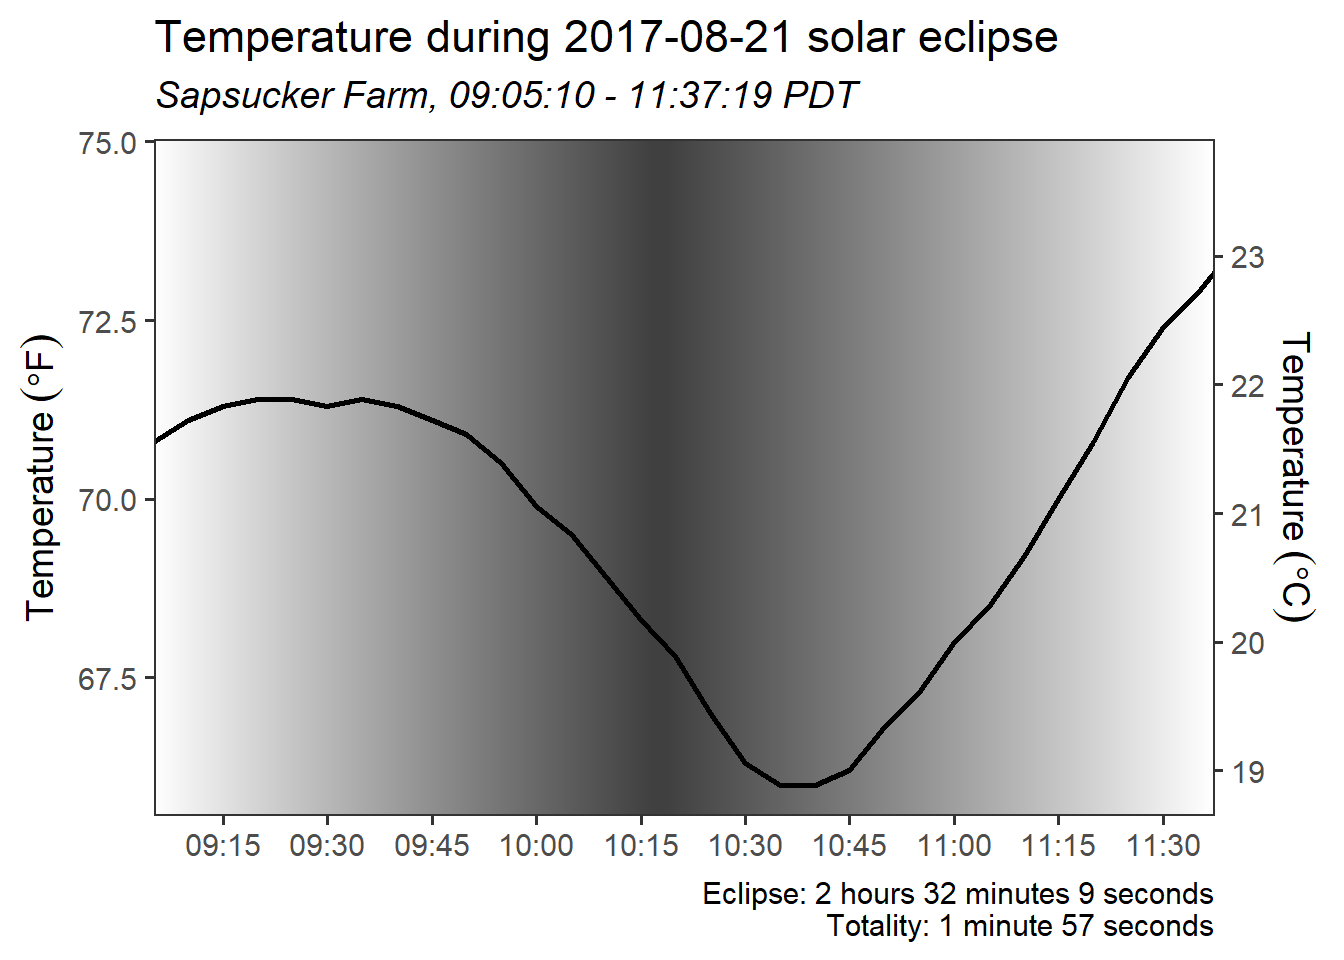 Temperature during 2017-08-21 solar eclipse
Sapsucker Farm, 09:05:10 - 11:37:19 PDT
75.0
72.5
70.0
67.5
Temperature (°F)
23
22
21
20
19
Temperature (°C)
09:15 09:30 09:45 10:00 10:15 10:30 10:45 11:00 11:15 11:30
Eclipse: 2 hours 32 minutes 9 seconds
Totality: 1 minute 57 seconds